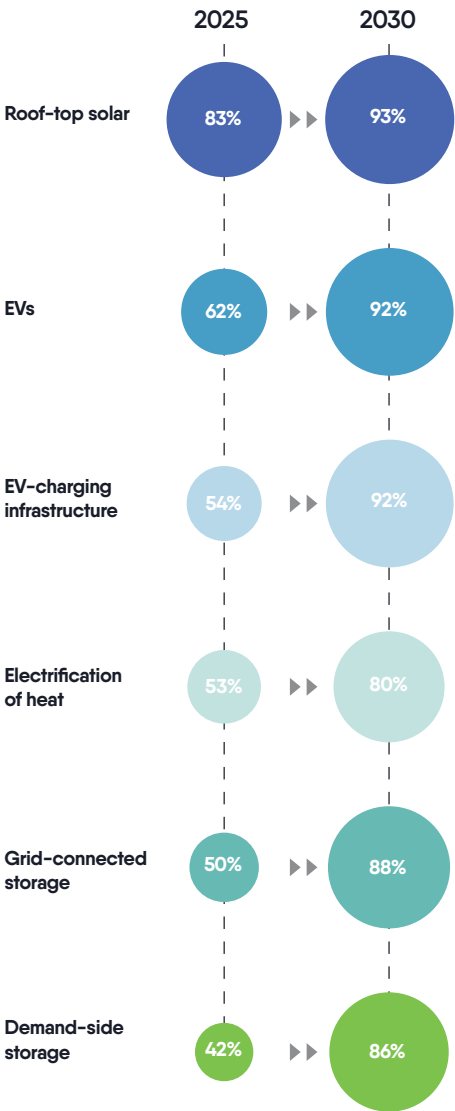 2025 2030
Roof-top solar 83% 93%
EVs 62% 92%
EV-charging
infrastructure 54% 92%
Electrification
of heat 53% 80%
Grid-connected
storage 50% 88%
Demand-side
storage 42% 86%